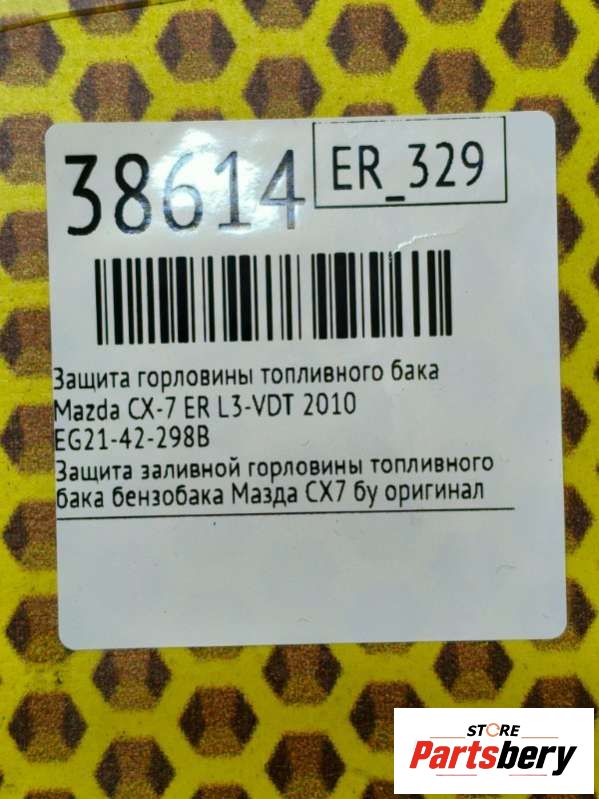 38614
ER_329
Защита горловины топливного бака
Mazda CX-7 ER L3-VDT 2010
EG21-42-298B
Защита заливной горловины топливного
бака бензобака Мазда СХ7 бу оригинал
STORE
Partsbery